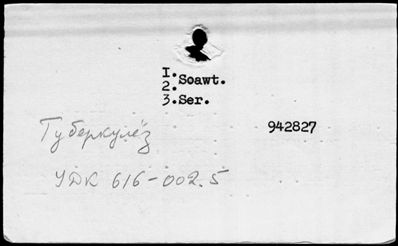 I. Soawt.
2.
3. Ser.
Туберкулёз
942827
УДК 616-002.5